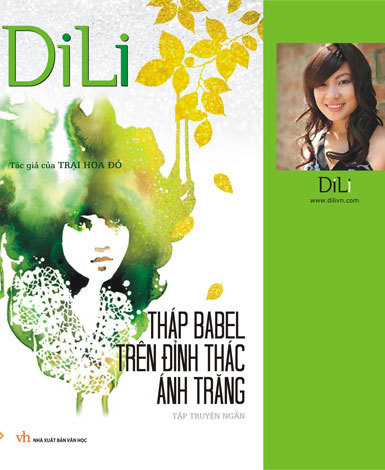 DiLi
Tác giả của TRẠI HOA ĐỎ
THÁP BABEL
TRÊN ĐỈNH THÁC
ÁNH TRĂNG
TẬP TRUYỆN NGẮN
vh NHÀ XUẤT BẢN VĂN HỌC
DiLi
www.dilivn.com